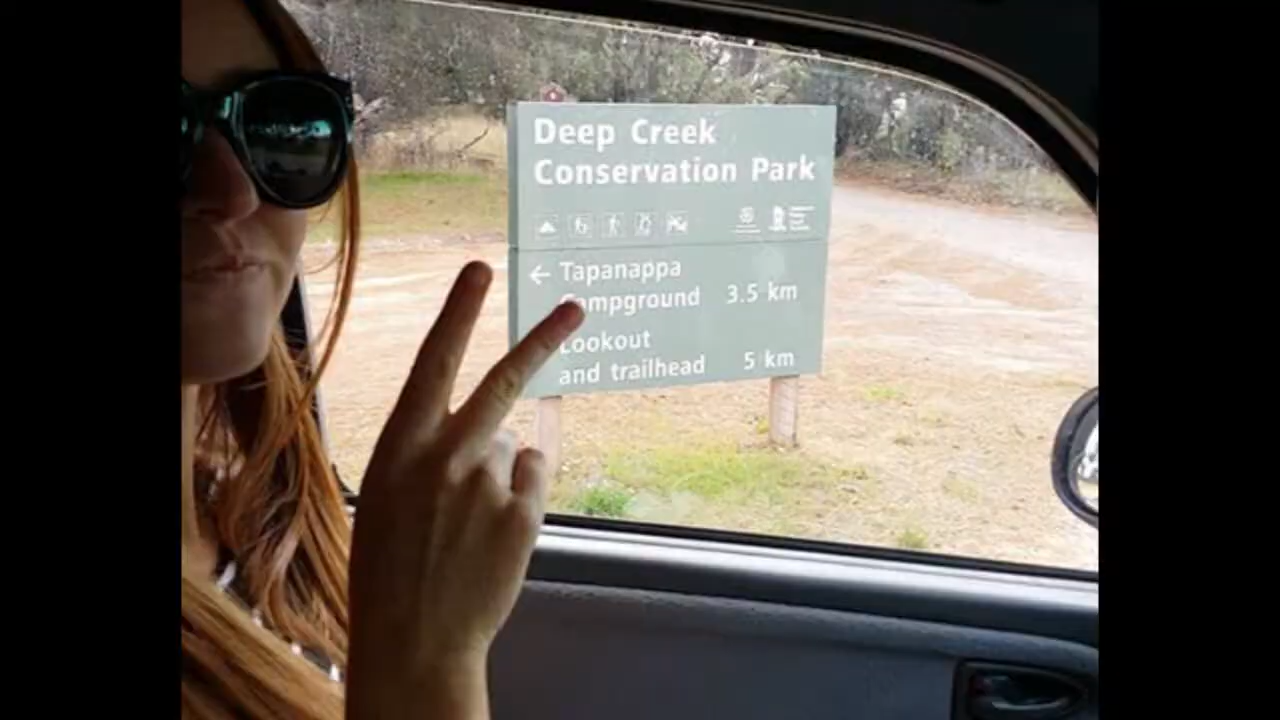 Deep Creek
Conservation Park
Tapanappa
Campground 3.5 km
Lookout
and trailhead 5 km